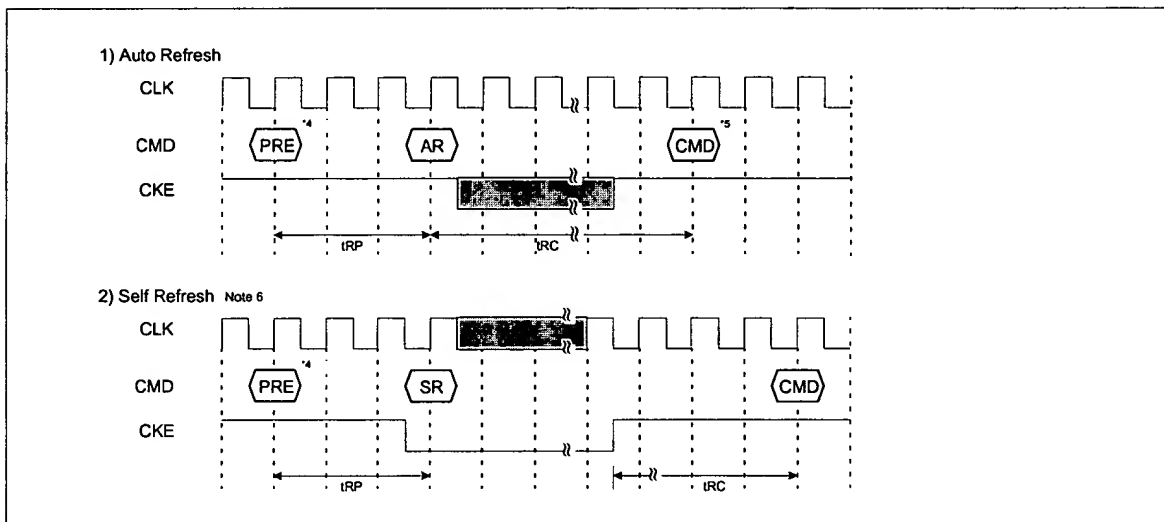 1) Auto Refresh
CLK
CMD PRE *4 AR CMD *5
CKE
tRP tRC
2) Self Refresh Note 6
CLK
CMD PRE *4 SR CMD
CKE
tRP tRC